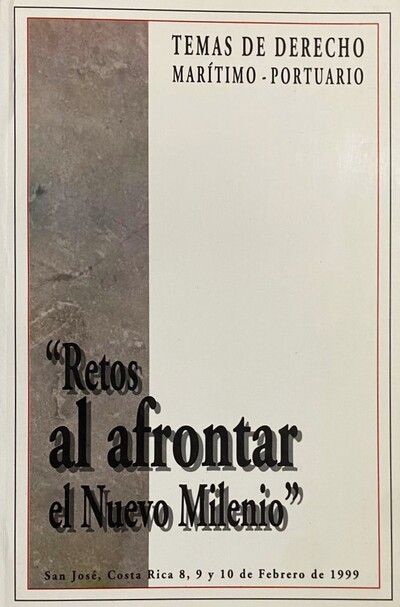 TEMAS DE DERECHO
MARÍTIMO - PORTUARIO
“Retos
al afrontar
el Nuevo Milenio”
San José, Costa Rica 8, 9 y 10 de Febrero de 1999